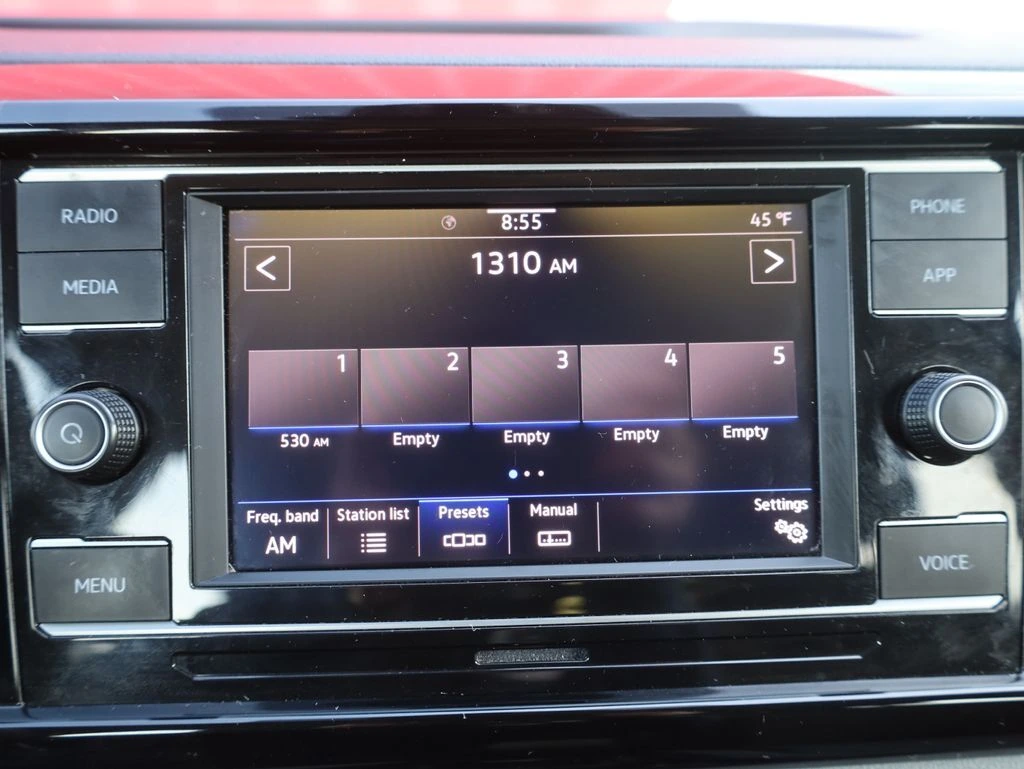 RADIO
MEDIA
MENU
8:55
45 °F
<
1310 AM
>
1
2
3
4
5
530 AM
Empty
Empty
Empty
Empty
Freq. band
AM
Station list
Presets
Manual
Settings
PHONE
APP
VOICE